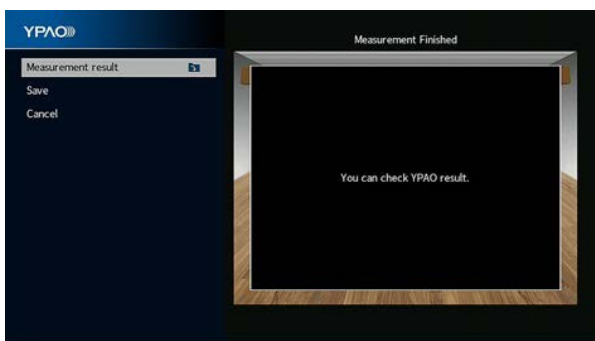 YPAO
Measurement Finished
Measurement result
Save
Cancel
You can check YPAO result.